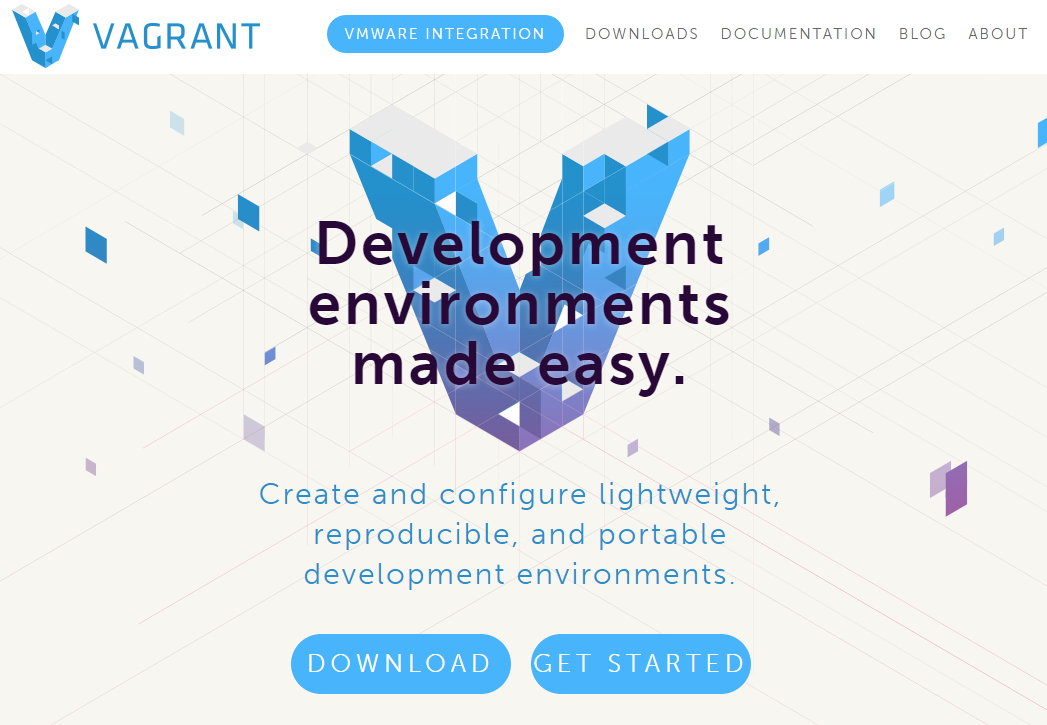 VAGRANT
VMWARE INTEGRATION
DOWNLOADS
DOCUMENTATION
BLOG
ABOUT
Development
environments
made easy.
Create and configure lightweight,
reproducible, and portable
development environments.
DOWNLOAD
GET STARTED